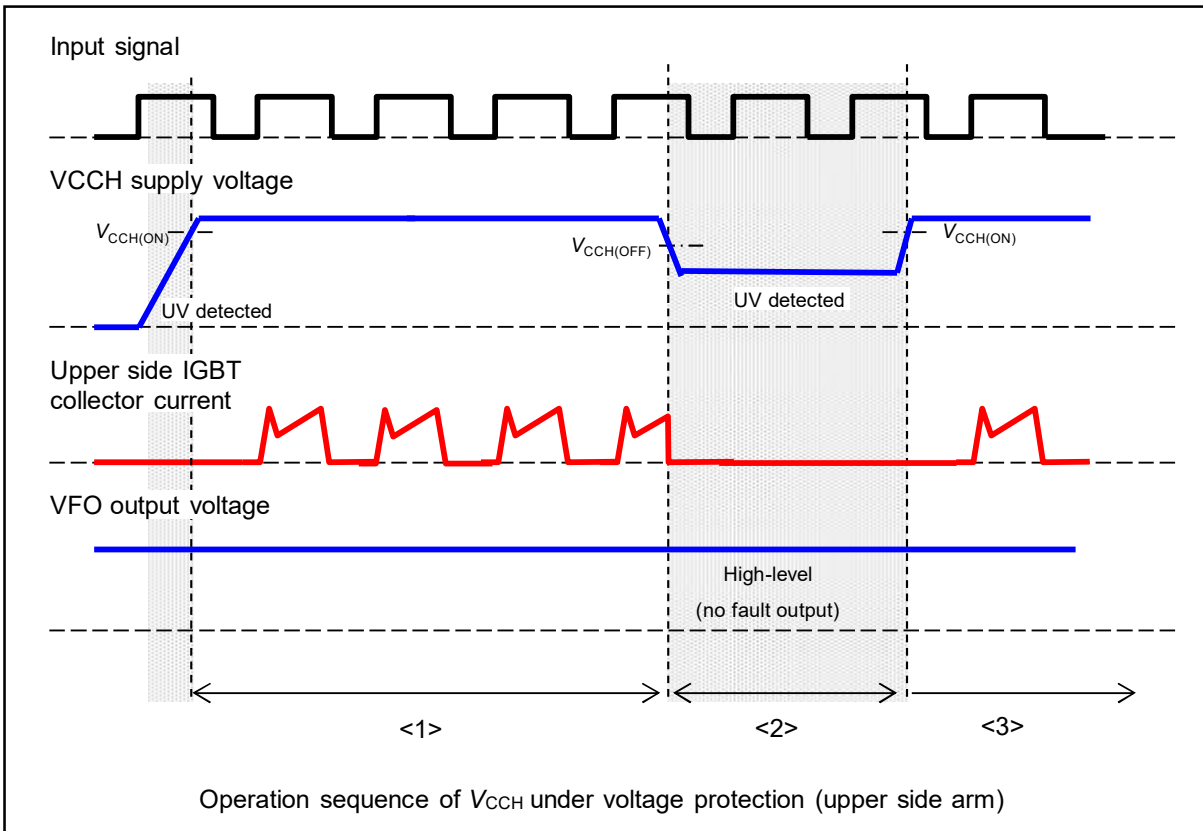 Input signal
VCCH supply voltage
VCCH(ON)
VCCH(OFF)
VCCH(ON)
UV detected
UV detected
Upper side IGBT
collector current
VFO output voltage
High-level
(no fault output)
<1>
<2>
<3>
Operation sequence of VCCH under voltage protection (upper side arm)